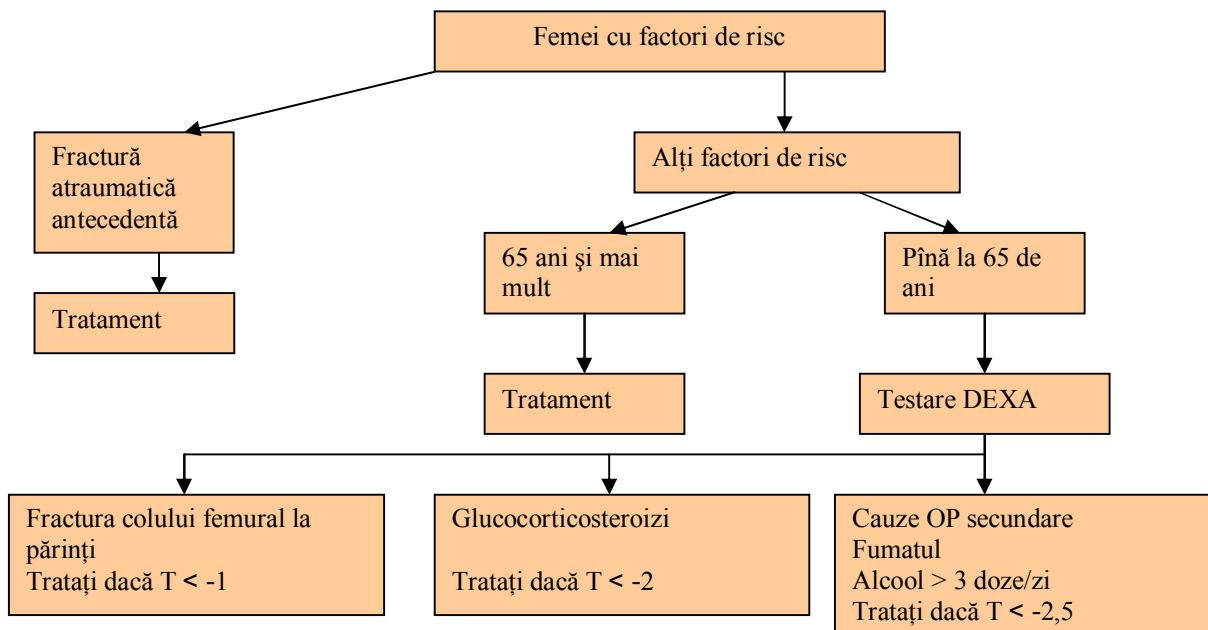 Femei cu factori de risc
Fractură
atraumatică
antecedentă
Alți factori de risc
65 ani şi mai
mult
Pînă la 65 de
ani
Tratament
Tratament
Testare DEXA
Fractura colului femural la
părinți
Tratați dacă T < -1
Glucocorticosteroizi
Tratați dacă T < -2
Cauze OP secundare
Fumatul
Alcool > 3 doze/zi
Tratați dacă T < -2,5